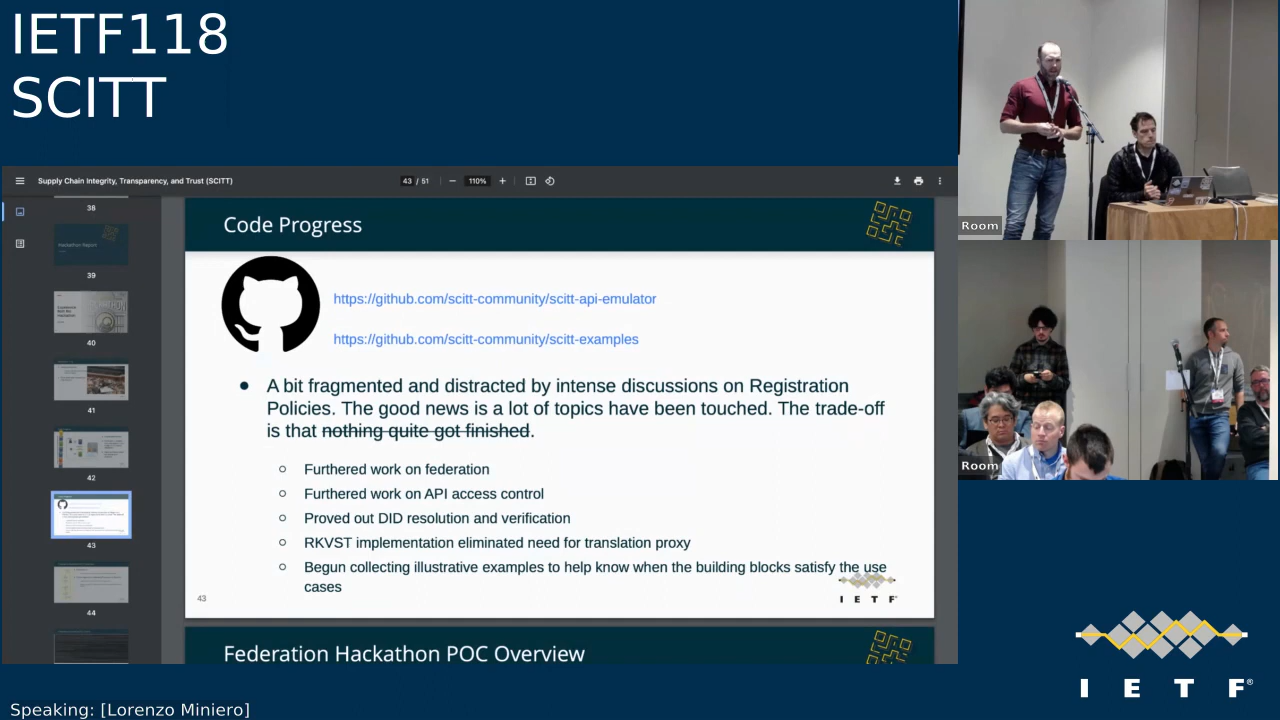 IETF118
SCITT
Supply Chain Integrity, Transparency, and Trust (SCITT)
43 / 51
110%
38
39
40
41
42
43
44
Hackathon Report
Code Progress
https://github.com/scitt-community/scitt-api-emulator
https://github.com/scitt-community/scitt-examples
A bit fragmented and distracted by intense discussions on Registration
Policies. The good news is a lot of topics have been touched. The trade-off
is that nothing quite got finished.
Furthered work on federation
Furthered work on API access control
Proved out DID resolution and verification
RKVST implementation eliminated need for translation proxy
Begun collecting illustrative examples to help know when the building blocks satisfy the use
cases
43
I E T F
Federation Hackathon POC Overview
Room
Room
I E T F®
Speaking: [Lorenzo Miniero]